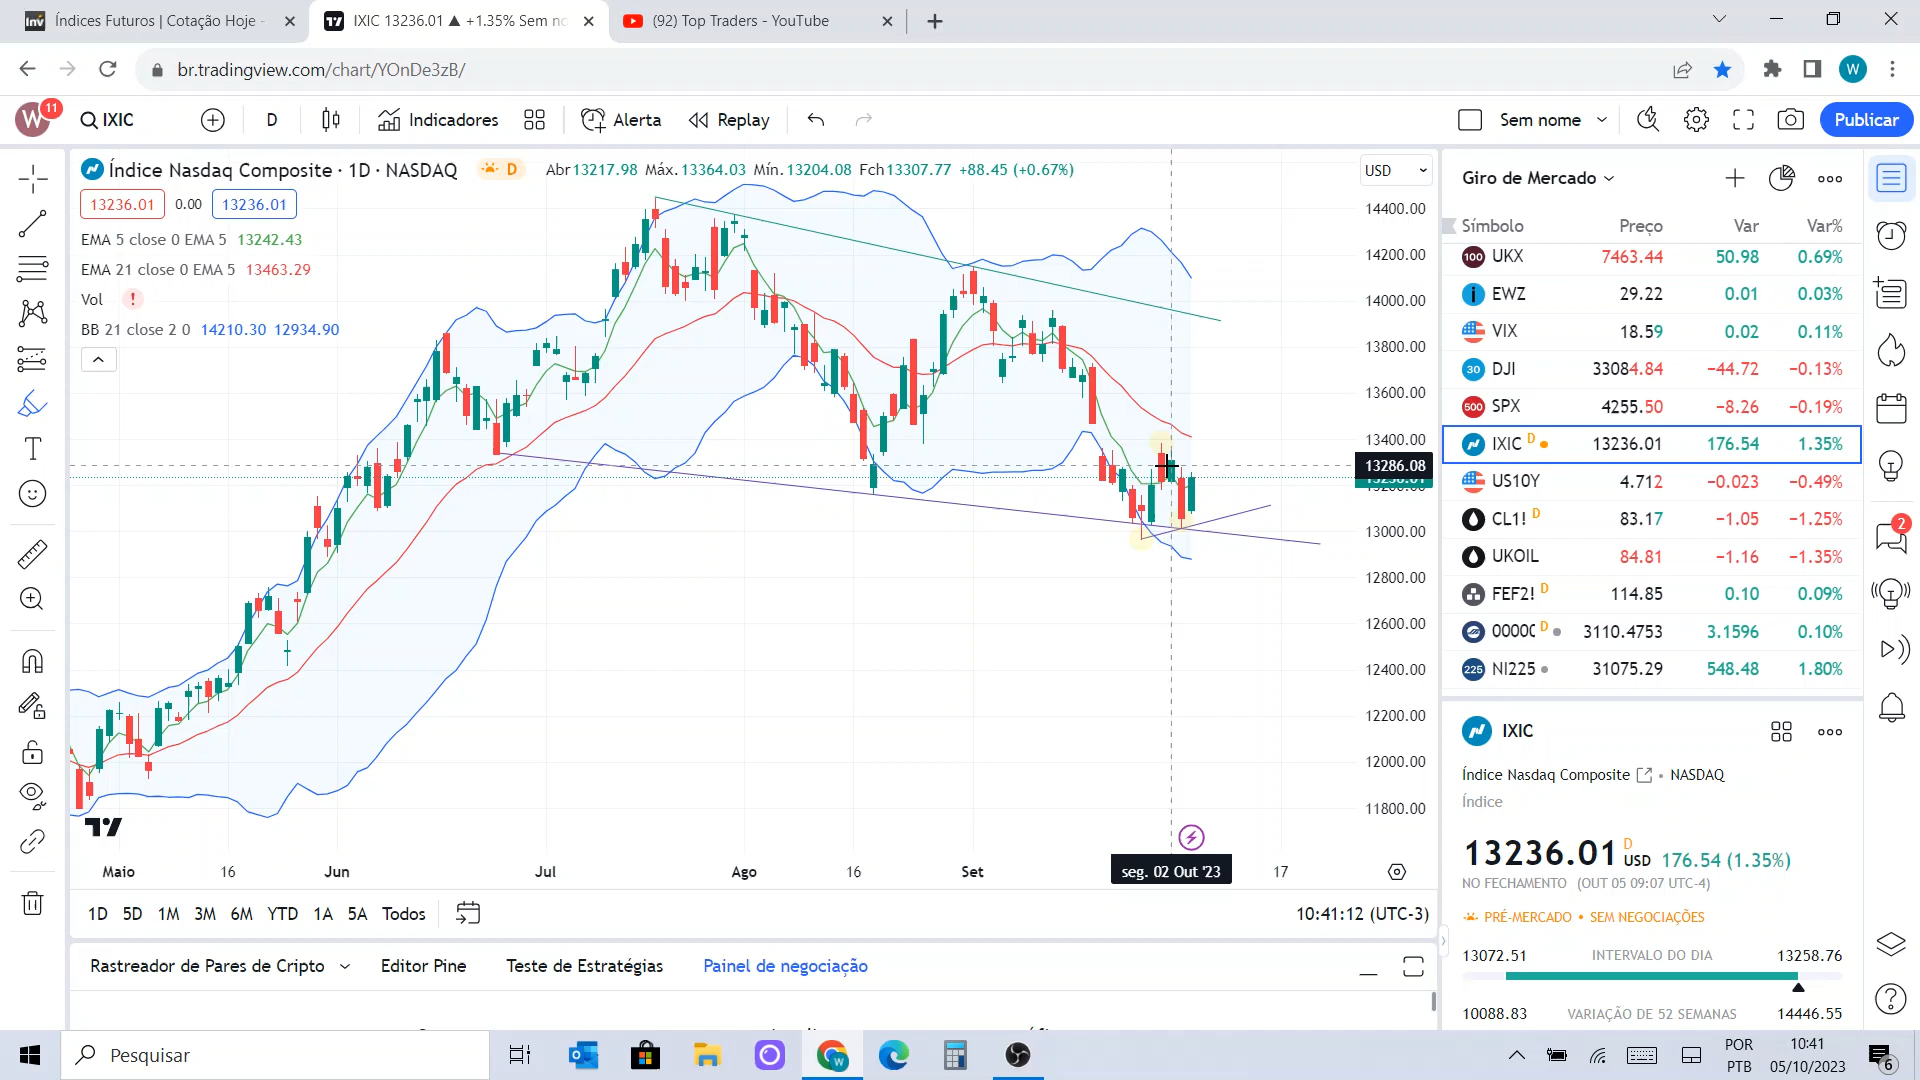 Índices Futuros | Cotação Hoje -
IXIC 13236.01 ▲ +1.35% Sem no
(92) Top Traders - YouTube
br.tradingview.com/chart/YOnDe3zB/
W
W
11
IXIC
D
Indicadores
Alerta
Replay
Sem nome
Publicar
Índice Nasdaq Composite · 1D · NASDAQ
D
Abr13217.98 Máx.13364.03 Mín.13204.08 Fch13307.77 +88.45 (+0.67%)
USD
13236.01
0.00
13236.01
EMA 5 close 0 EMA 5 13242.43
EMA 21 close 0 EMA 5 13463.29
Vol !
BB 21 close 2 0 14210.30 12934.90
14400.00
14200.00
14000.00
13800.00
13600.00
13400.00
13286.08
13000.00
12800.00
12600.00
12400.00
12200.00
12000.00
11800.00
Maio
16
Jun
Jul
Ago
16
Set
seg. 02 Out '23
17
1D 5D 1M 3M 6M YTD 1A 5A Todos
10:41:12 (UTC-3)
Rastreador de Pares de Cripto
Editor Pine
Teste de Estratégias
Painel de negociação
Giro de Mercado
Símbolo Preço Var Var%
100 UKX 7463.44 50.98 0.69%
EWZ 29.22 0.01 0.03%
VIX 18.59 0.02 0.11%
30 DJI 33084.84 −44.72 −0.13%
500 SPX 4255.50 −8.26 −0.19%
IXIC D 13236.01 176.54 1.35%
US10Y 4.712 −0.023 −0.49%
CL1! D 83.17 −1.05 −1.25%
UKOIL 84.81 −1.16 −1.35%
FEF2! D 114.85 0.10 0.09%
0000 D 3110.4753 3.1596 0.10%
225 NI225 31075.29 548.48 1.80%
IXIC
Índice Nasdaq Composite • NASDAQ
Índice
13236.01 D USD 176.54 (1.35%)
NO FECHAMENTO (OUT 05 09:07 UTC-4)
PRÉ-MERCADO • SEM NEGOCIAÇÕES
13072.51 INTERVALO DO DIA 13258.76
10088.83 VARIAÇÃO DE 52 SEMANAS 14446.55
2
Pesquisar
POR
PTB
10:41
05/10/2023
6